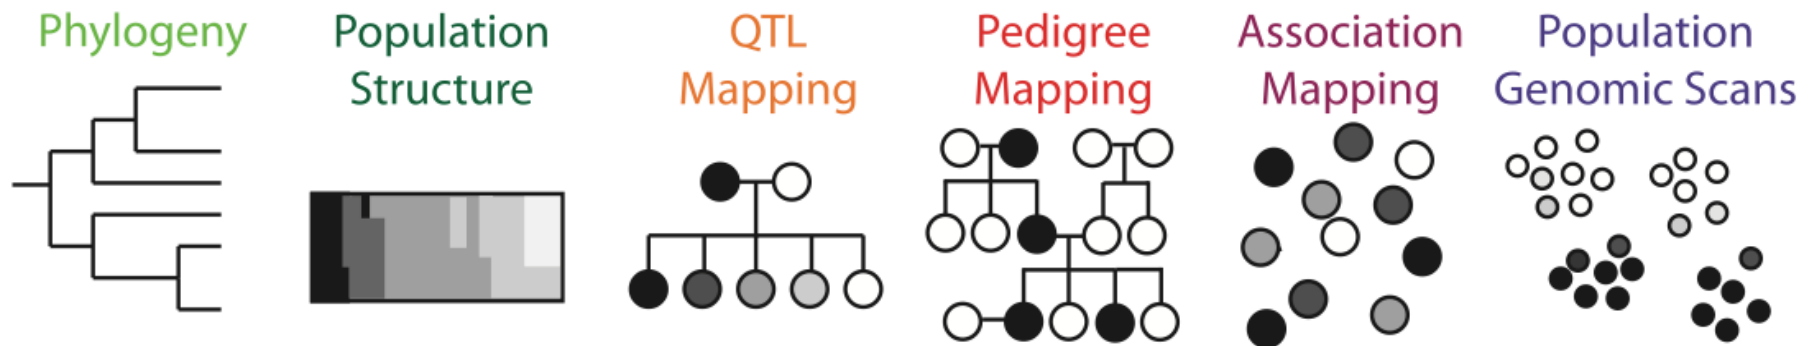 Phylogeny
Population
Structure
QTL
Mapping
Pedigree
Mapping
Association
Mapping
Population
Genomic Scans